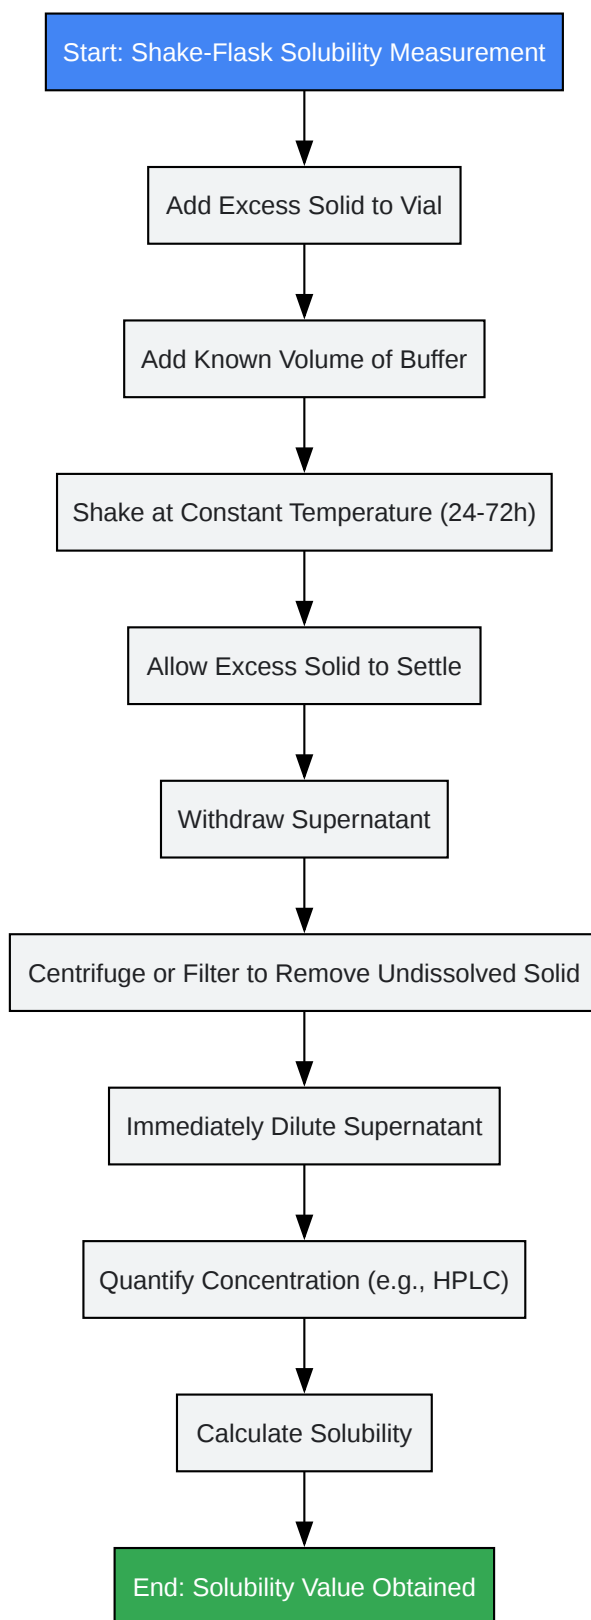 Start: Shake-Flask Solubility Measurement
Add Excess Solid to Vial
Add Known Volume of Buffer
Shake at Constant Temperature (24-72h)
Allow Excess Solid to Settle
Withdraw Supernatant
Centrifuge or Filter to Remove Undissolved Solid
Immediately Dilute Supernatant
Quantify Concentration (e.g., HPLC)
Calculate Solubility
End: Solubility Value Obtained